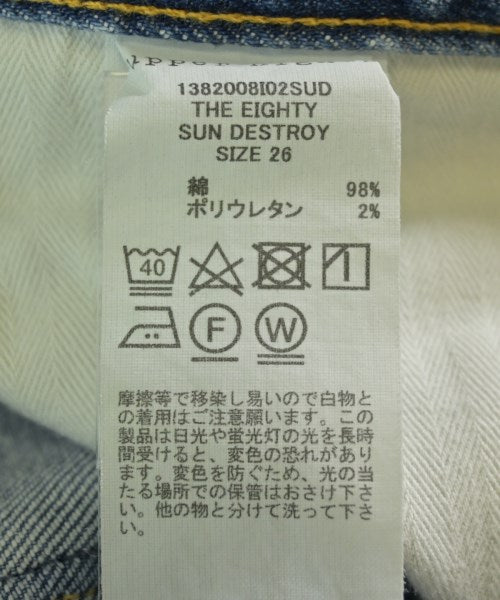 1382008I02SUD
THE EIGHTY
SUN DESTROY
SIZE 26
綿 98%
ポリウレタン 2%
40
F W
摩擦等で移染し易いので白物と
の着用はご注意願います。この
製品は日光や蛍光灯の光を長時
間受けると、変色の恐れがあり
ます。変色を防ぐため、光の当
たる場所での保管はおさけ下さ
い。他の物と分けて洗って下さ
い。